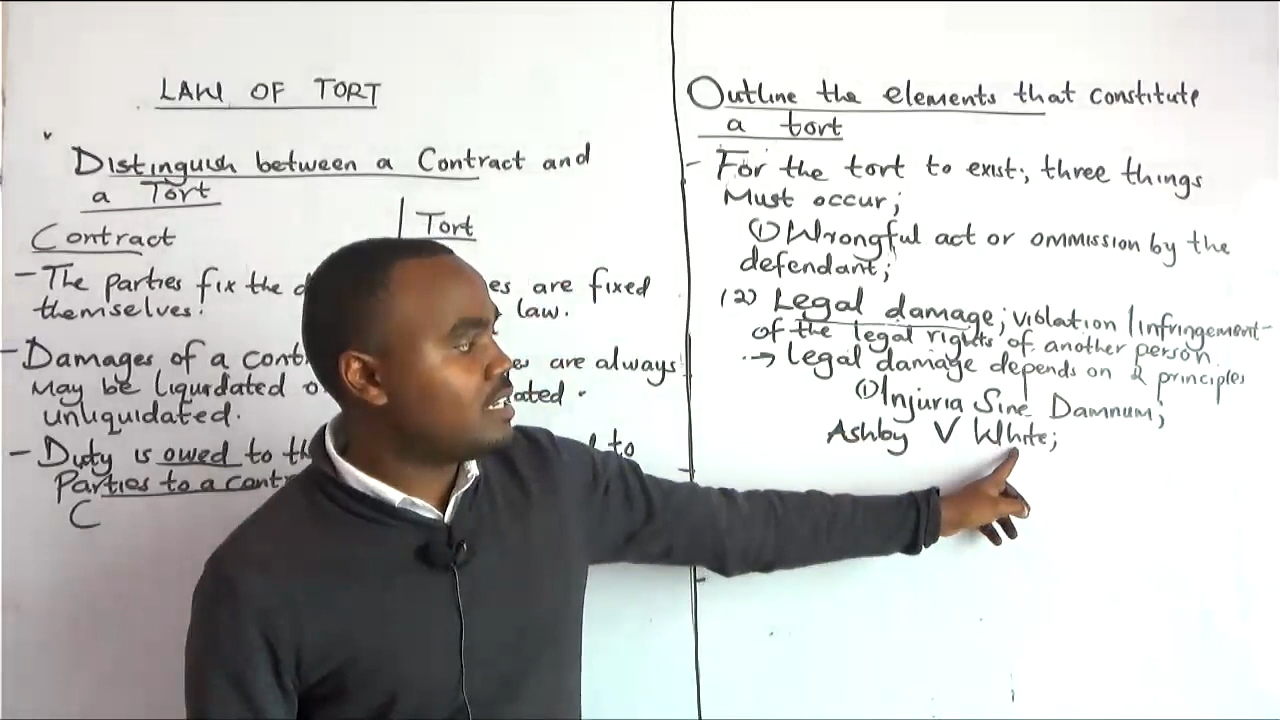 LAW OF TORT
Distinguish between a Contract and
a Tort
Contract
Tort
- The parties fix the
themselves.
es are fixed
law.
- Damages of a cont
May be liquidated o
unliquidated.
es are always
ated.
- Duty is owed to th
Parties to a contr
C
to
Outline the elements that constitute
a tort
- For the tort to exist; three things
Must occur;
(1) Wrongful act or ommission by the
defendant;
(2) Legal damage; violation/infringement
of the legal rights of another person.
→ Legal damage depends on 2 principles
(1) Injuria Sine Damnum;
Ashby V White;